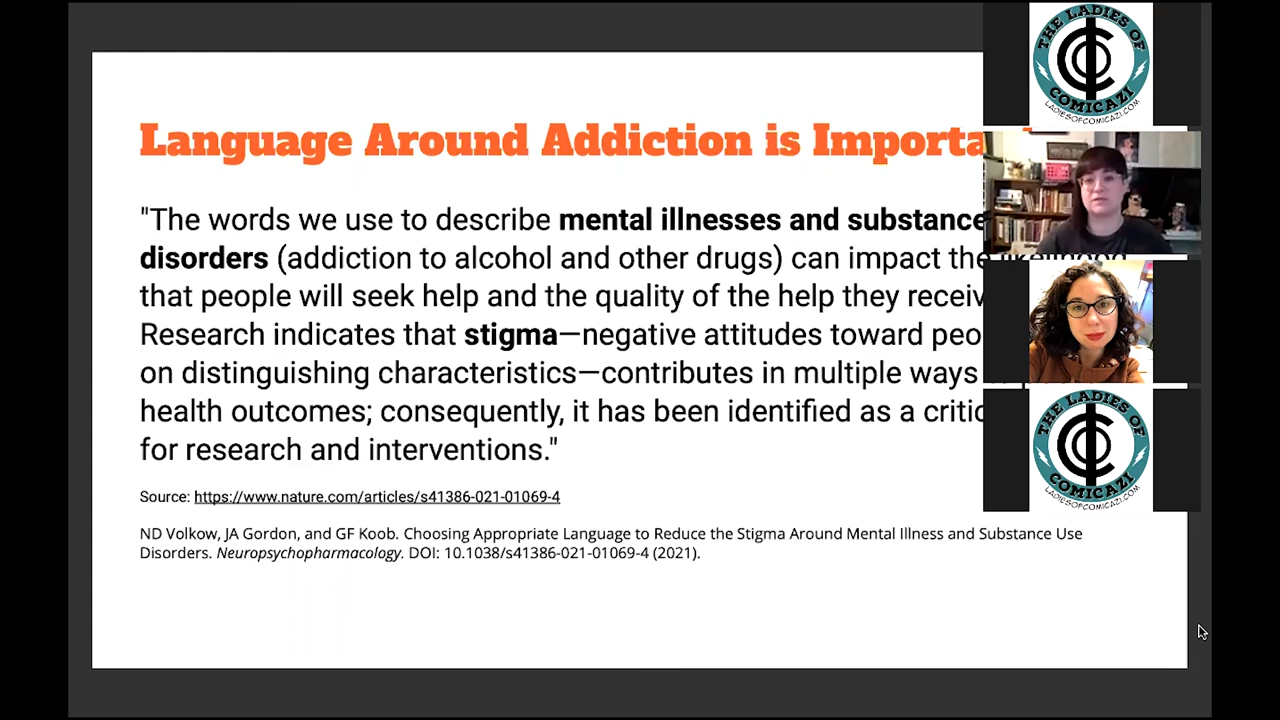 Language Around Addiction is Importa
"The words we use to describe mental illnesses and substance
disorders (addiction to alcohol and other drugs) can impact the likelihood
that people will seek help and the quality of the help they receiv
Research indicates that stigma—negative attitudes toward peo
on distinguishing characteristics—contributes in multiple ways
health outcomes; consequently, it has been identified as a critic
for research and interventions."
Source: https://www.nature.com/articles/s41386-021-01069-4
ND Volkow, JA Gordon, and GF Koob. Choosing Appropriate Language to Reduce the Stigma Around Mental Illness and Substance Use
Disorders. Neuropsychopharmacology. DOI: 10.1038/s41386-021-01069-4 (2021).
THE LADIES OF
COMICAZI
LADIESOFCOMICAZI.COM
THE LADIES OF
COMICAZI
LADIESOFCOMICAZI.COM